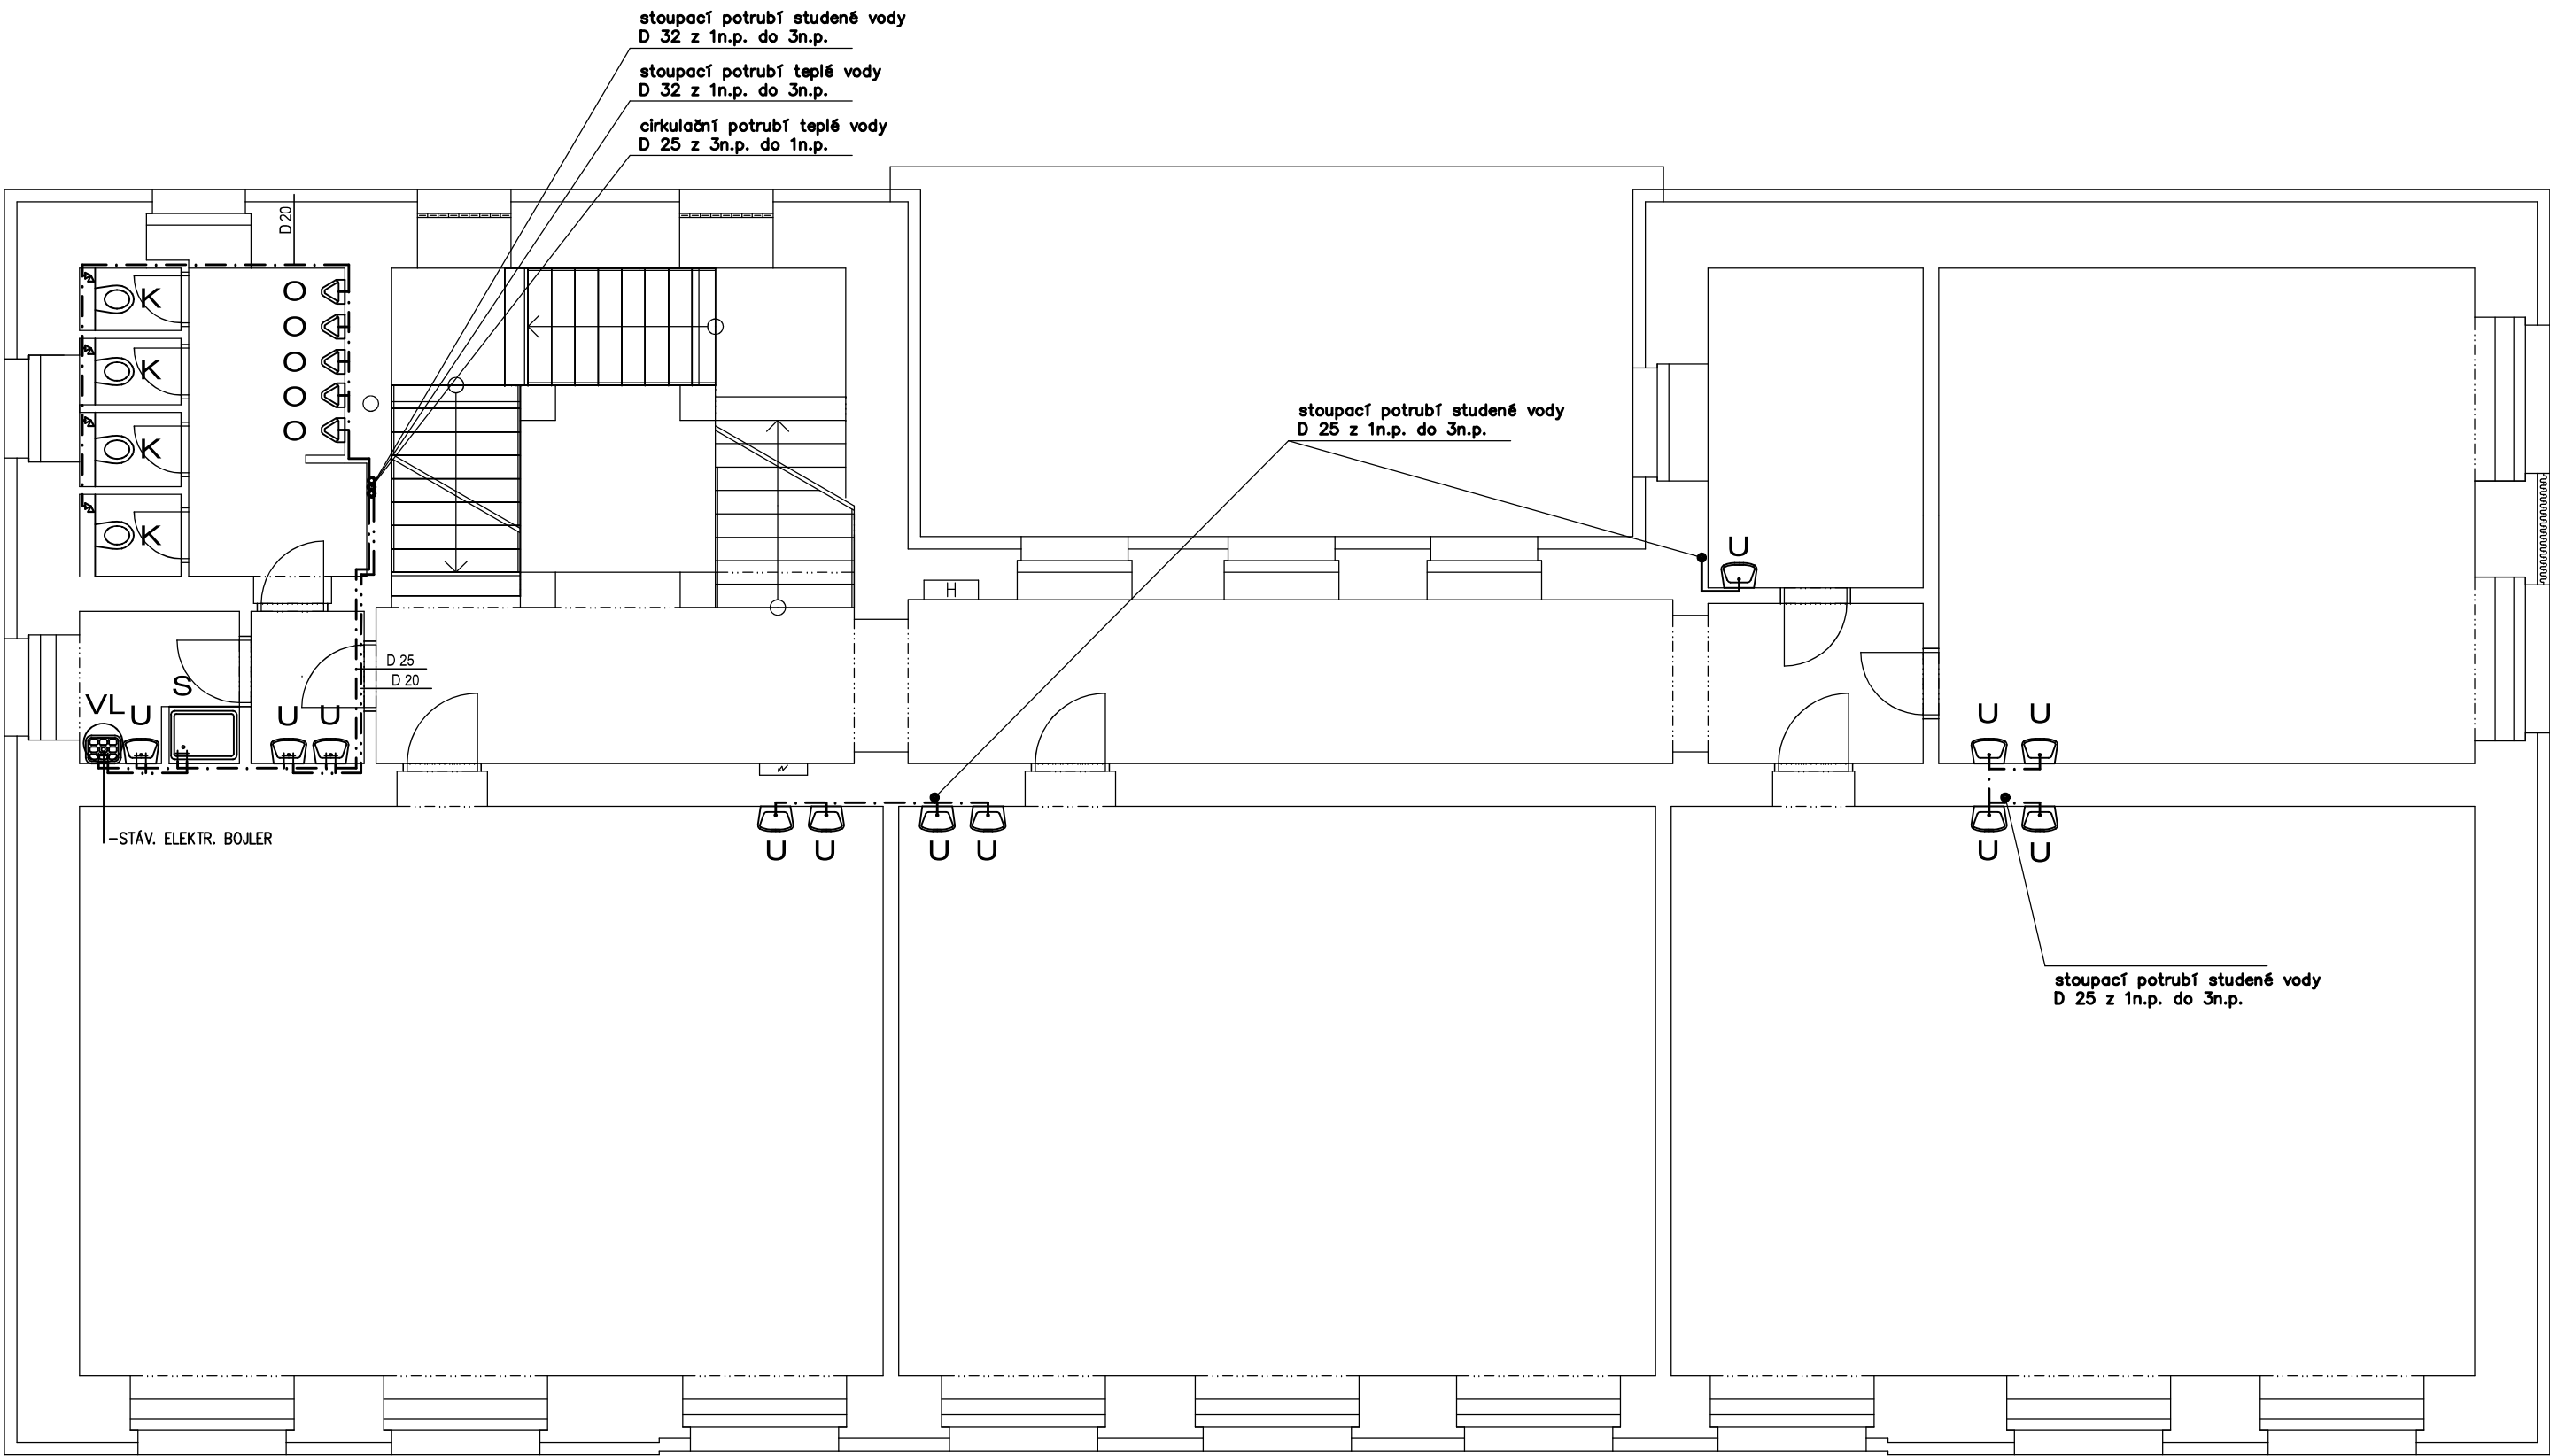 stoupací potrubí studené vody
D 32 z 1n.p. do 3n.p.
stoupací potrubí teplé vody
D 32 z 1n.p. do 3n.p.
cirkulační potrubí teplé vody
D 25 z 3n.p. do 1n.p.
D 20
K
K
K
K
O
O
O
O
O
stoupací potrubí studené vody
D 25 z 1n.p. do 3n.p.
U
H
D 25
D 20
S
VL
U
U
U
U
U
-STÁV. ELEKTR. BOJLER
U
U
U
U
U
U
stoupací potrubí studené vody
D 25 z 1n.p. do 3n.p.